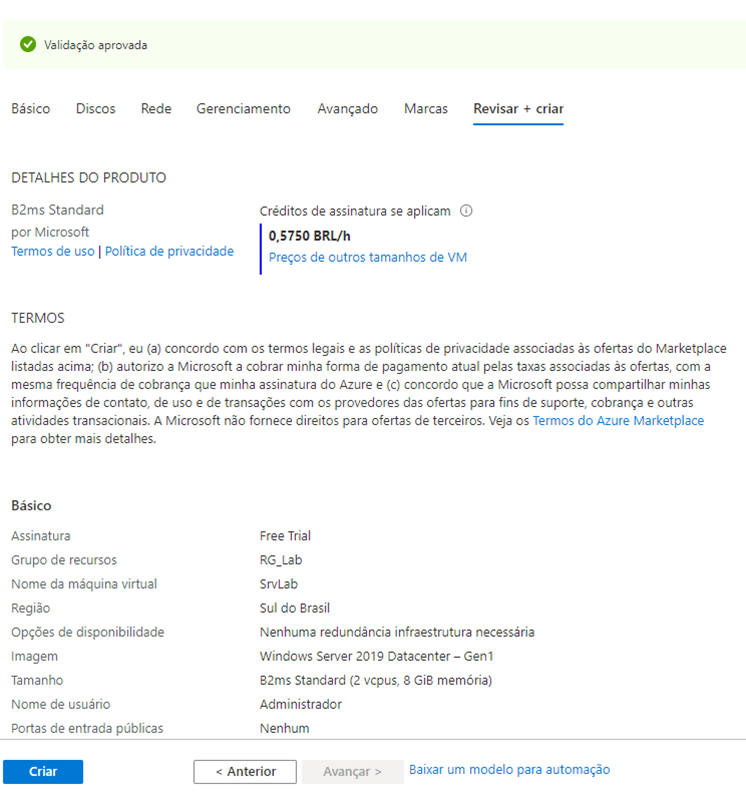 Validação aprovada
Básico Discos Rede Gerenciamento Avançado Marcas Revisar + criar
DETALHES DO PRODUTO
B2ms Standard
por Microsoft
Termos de uso | Política de privacidade
Créditos de assinatura se aplicam
0,5750 BRL/h
Preços de outros tamanhos de VM
TERMOS
Ao clicar em "Criar", eu (a) concordo com os termos legais e as políticas de privacidade associadas às ofertas do Marketplace
listadas acima; (b) autorizo a Microsoft a cobrar minha forma de pagamento atual pelas taxas associadas às ofertas, com a
mesma frequência de cobrança que minha assinatura do Azure e (c) concordo que a Microsoft possa compartilhar minhas
informações de contato, de uso e de transações com os provedores das ofertas para fins de suporte, cobrança e outras
atividades transacionais. A Microsoft não fornece direitos para ofertas de terceiros. Veja os Termos do Azure Marketplace
para obter mais detalhes.
Básico
Assinatura Free Trial
Grupo de recursos RG_Lab
Nome da máquina virtual SrvLab
Região Sul do Brasil
Opções de disponibilidade Nenhuma redundância infraestrutura necessária
Imagem Windows Server 2019 Datacenter – Gen1
Tamanho B2ms Standard (2 vcpus, 8 GiB memória)
Nome de usuário Administrador
Portas de entrada públicas Nenhum
Criar < Anterior Avançar > Baixar um modelo para automação